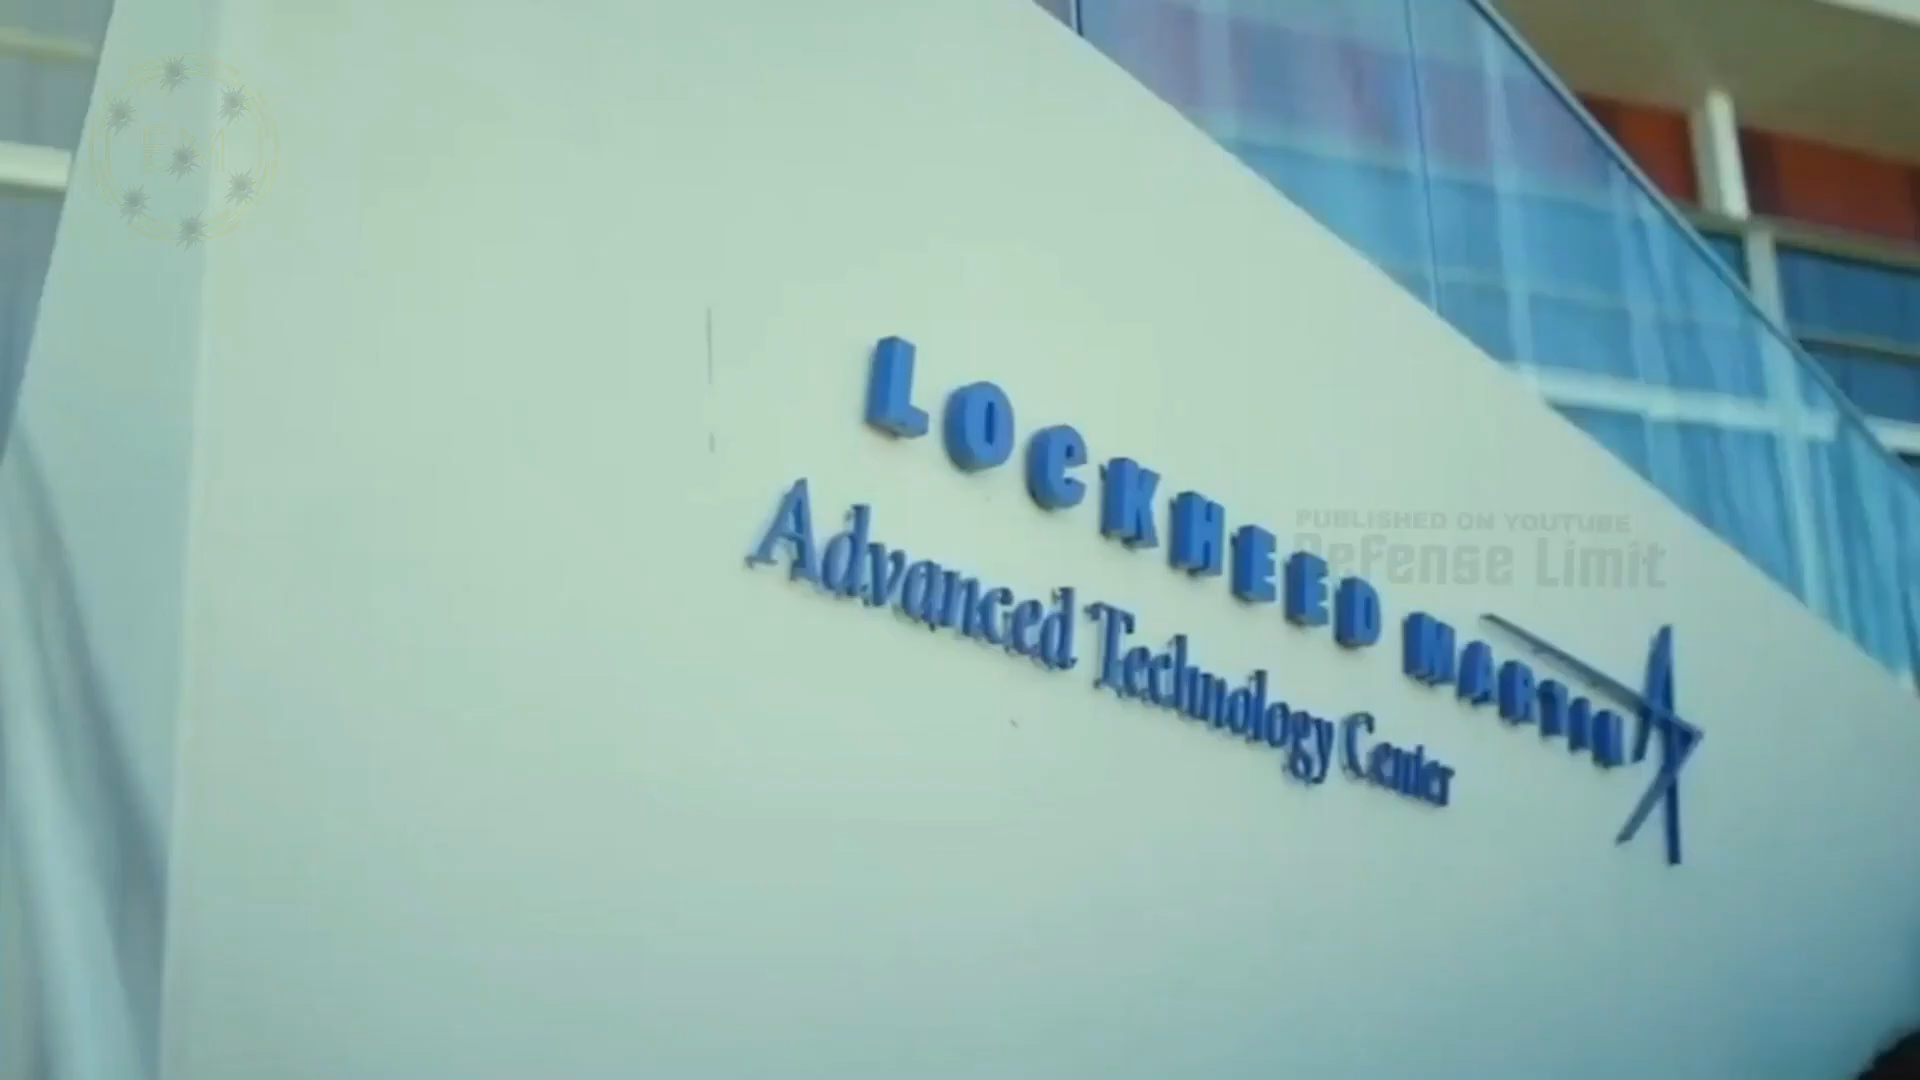 LOCKHEED MARTIN
Advanced Technology Center
PUBLISHED ON YOUTUBE
Defense Limit